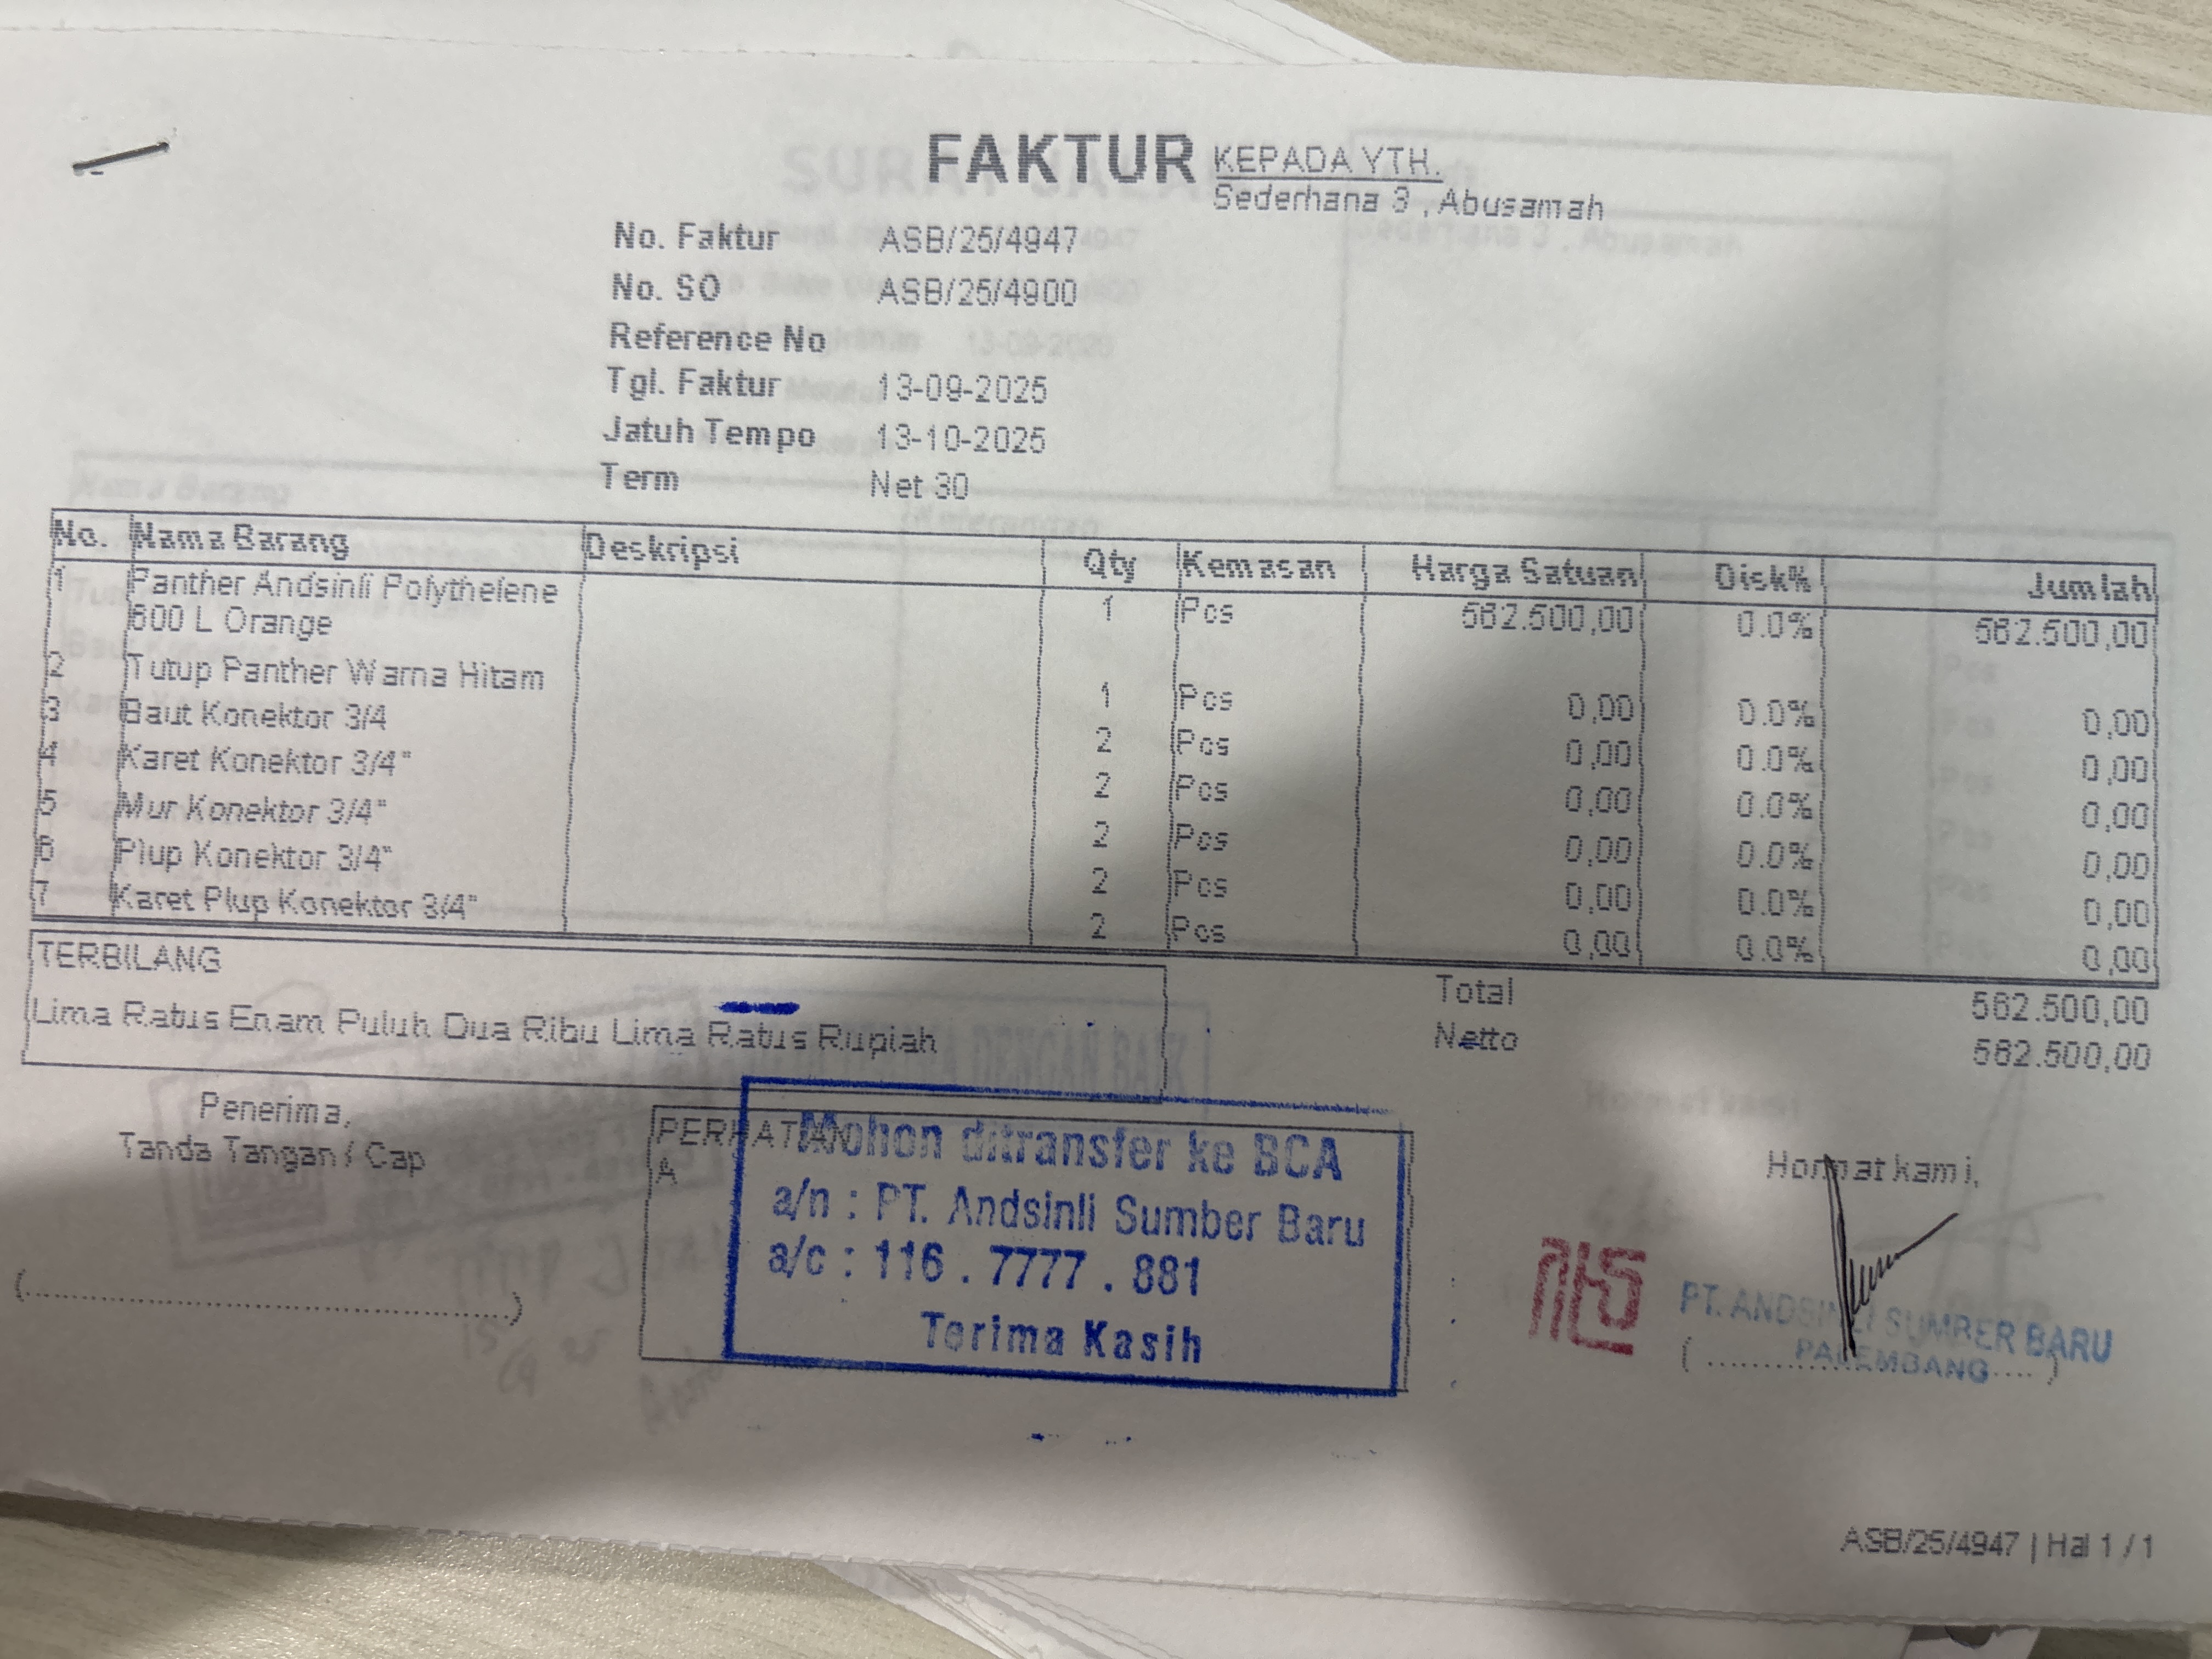 FAKTUR
KEPADA YTH.
Sederhana 3 , Abusamah
No. Faktur ASB/25/4947
No. SO ASB/25/4900
Reference No
Tgl. Faktur 13-09-2025
Jatuh Tempo 13-10-2025
Term Net 30
No. Nama Barang Deskripsi Qty Kemasan Harga Satuan Disk% Jumlah
1 Panther Andsinli Polythelene 1 Pcs 562.500,00 0.0% 562.500,00
600 L Orange
2 Tutup Panther Warna Hitam 1 Pcs 0,00 0.0% 0,00
3 Baut Konektor 3/4 2 Pcs 0,00 0.0% 0,00
4 Karet Konektor 3/4" 2 Pcs 0,00 0.0% 0,00
5 Mur Konektor 3/4" 2 Pcs 0,00 0.0% 0,00
6 Plup Konektor 3/4" 2 Pcs 0,00 0.0% 0,00
7 Karet Plup Konektor 3/4" 2 Pcs 0,00 0.0% 0,00
TERBILANG
Lima Ratus Enam Puluh Dua Ribu Lima Ratus Rupiah
Total 562.500,00
Netto 562.500,00
Penerima,
Tanda Tangan / Cap
PERHATIAN
A
Mohon ditransfer ke BCA
a/n : PT. Andsinli Sumber Baru
a/c : 116 . 7777 . 881
Terima Kasih
Hormat kami,
PT. ANDSINLI SUMBER BARU
PALEMBANG
ASB/25/4947 | Hal 1 / 1